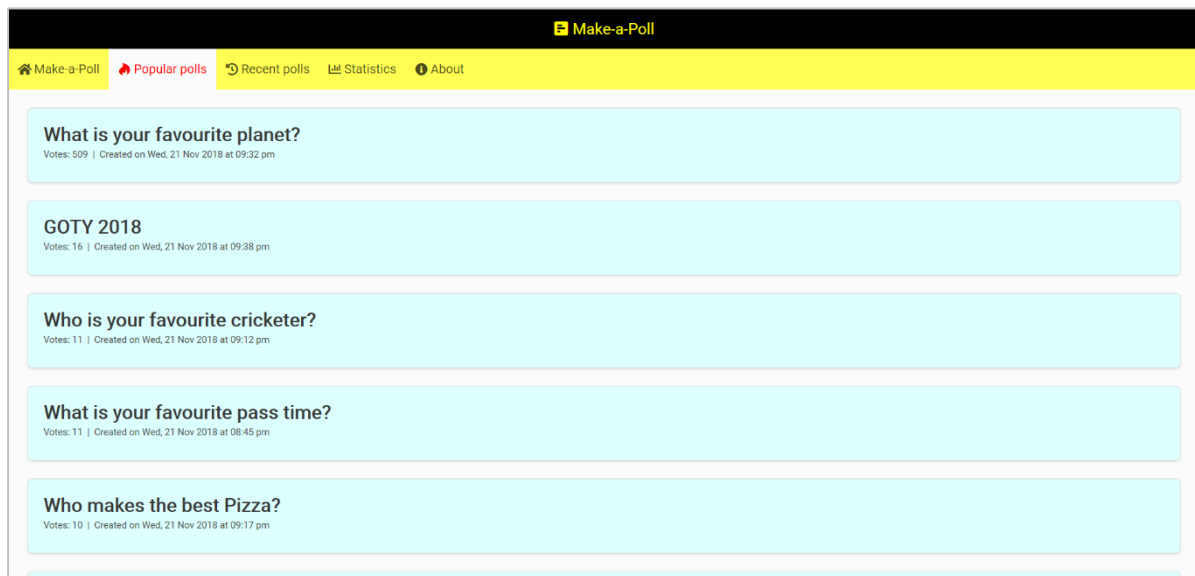 Make-a-Poll
Make-a-Poll Popular polls Recent polls Statistics About
What is your favourite planet?
Votes: 509 | Created on Wed, 21 Nov 2018 at 09:32 pm
GOTY 2018
Votes: 16 | Created on Wed, 21 Nov 2018 at 09:38 pm
Who is your favourite cricketer?
Votes: 11 | Created on Wed, 21 Nov 2018 at 09:12 pm
What is your favourite pass time?
Votes: 11 | Created on Wed, 21 Nov 2018 at 08:45 pm
Who makes the best Pizza?
Votes: 10 | Created on Wed, 21 Nov 2018 at 09:17 pm